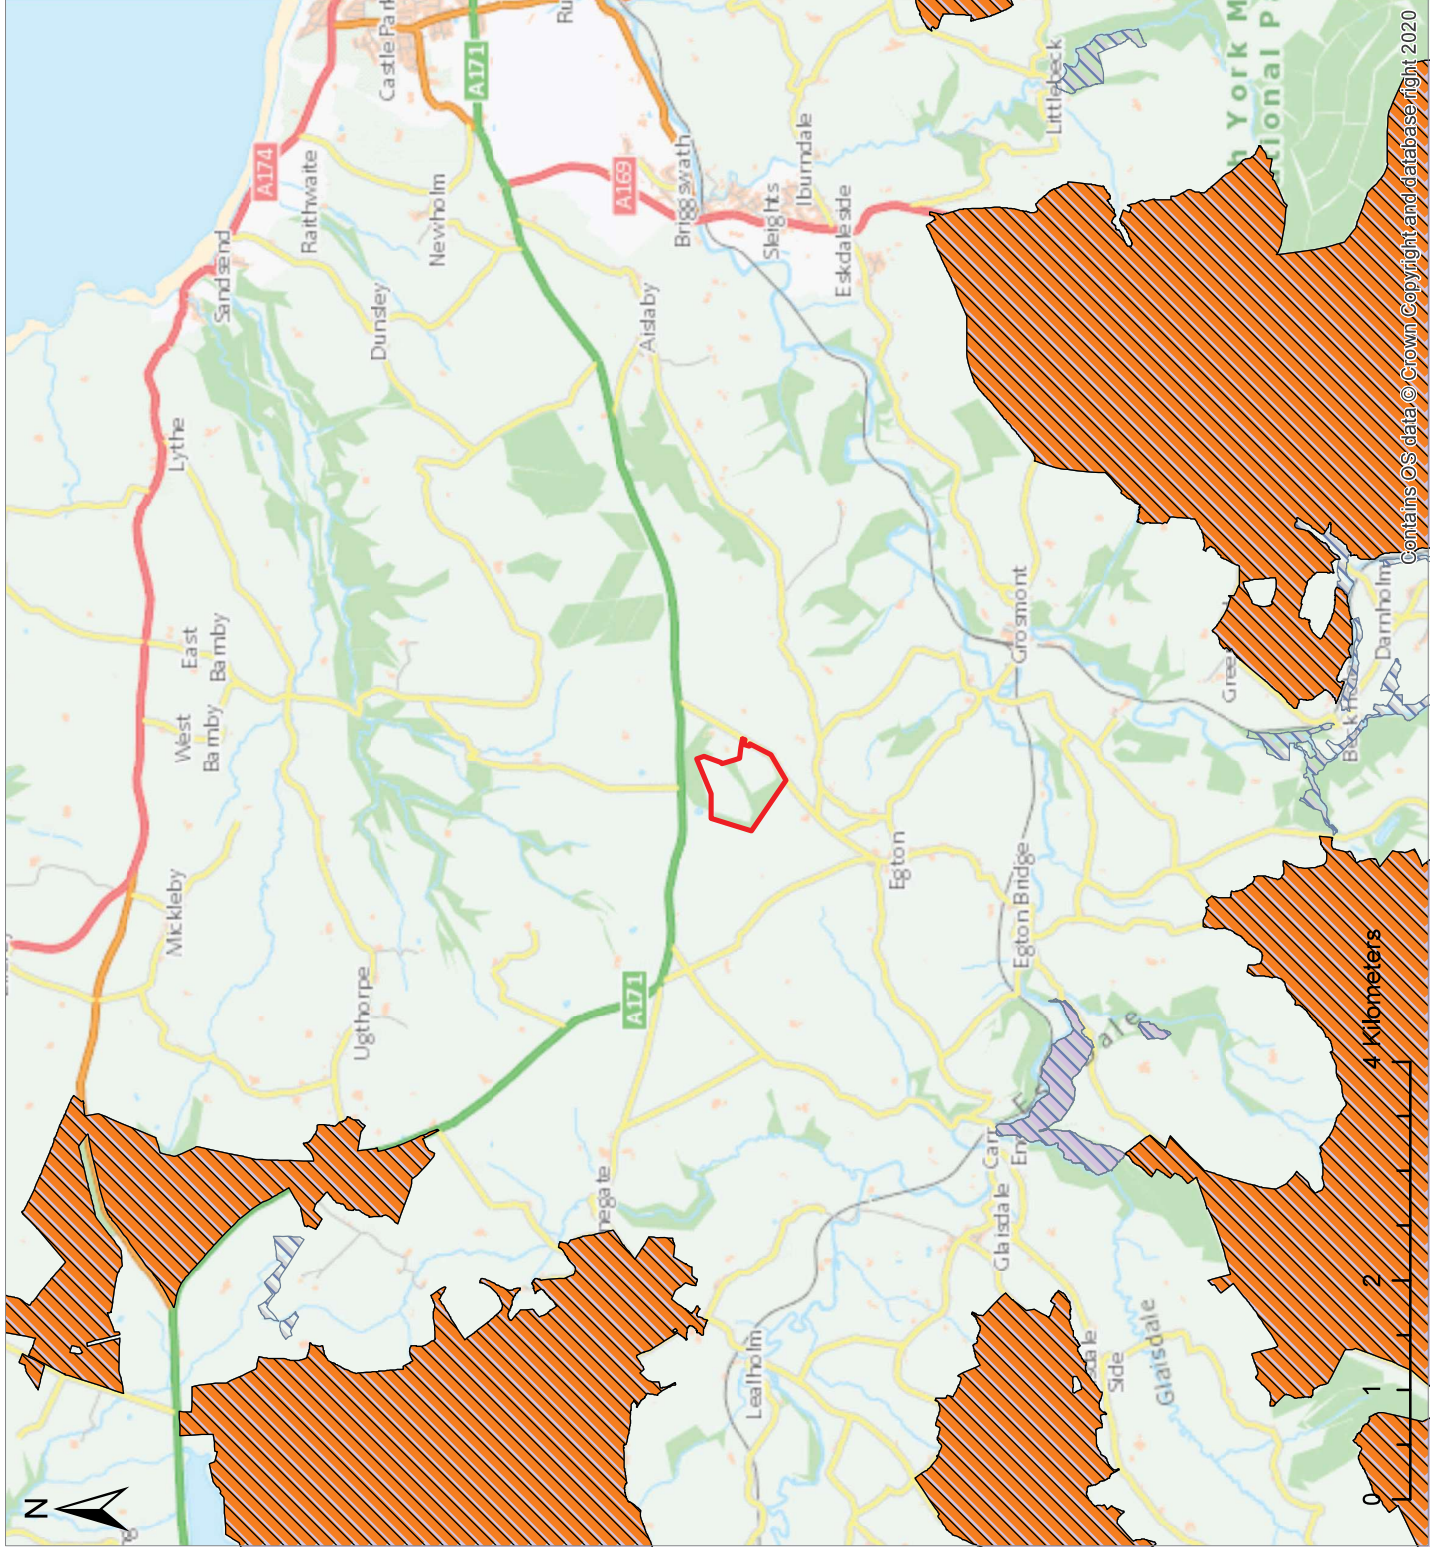 Castle Park
A171
A174
Raithwaite
Newholm
A169
Briggswath
Iburndale
Sleights
Littlebeck
Eskdaleside
Sandsend
Dunsley
Aislaby
Lythe
East
Barnby
West
Barnby
Mickleby
Ugthorpe
A171
Egton
Egton Bridge
Grosmont
Darnholm
Glaisdale
Lealholm
Side
Glaisdale
York
N
0
1
2
4 Kilometers
Contains OS data © Crown Copyright and database right 2020